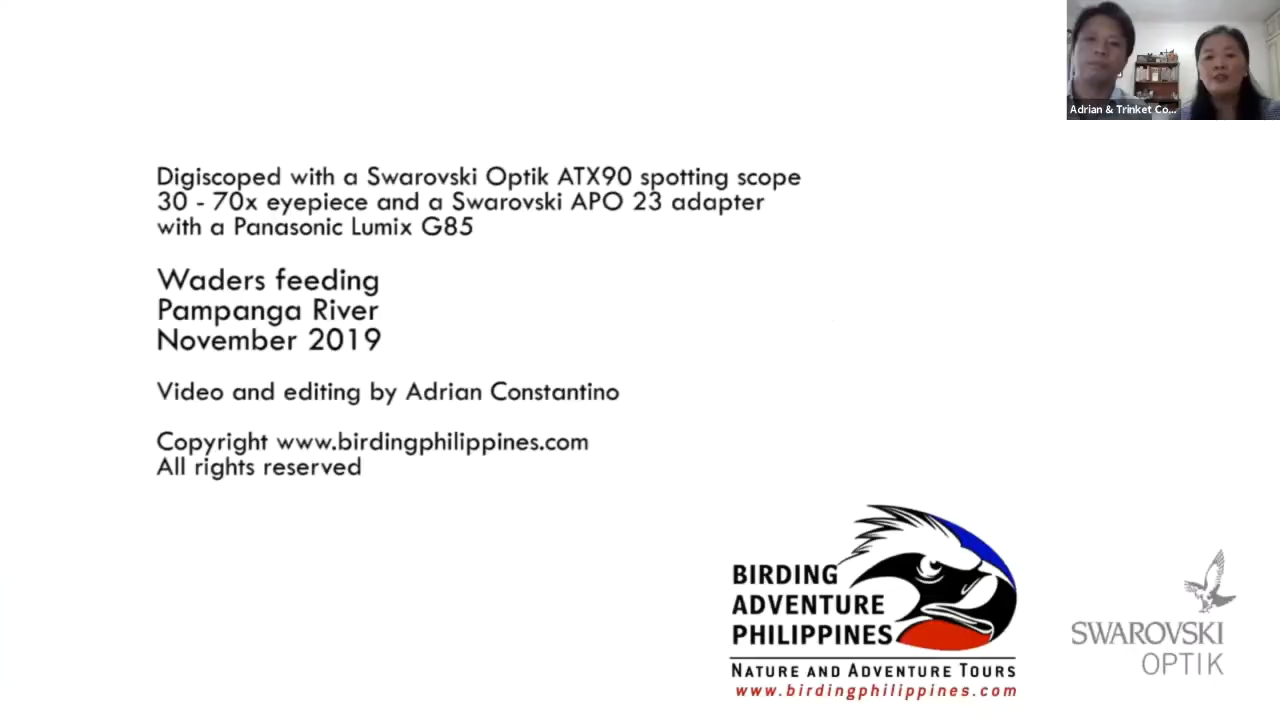 Adrian & Trinket Co...
Digiscoped with a Swarovski Optik ATX90 spotting scope
30 - 70x eyepiece and a Swarovski APO 23 adapter
with a Panasonic Lumix G85
Waders feeding
Pampanga River
November 2019
Video and editing by Adrian Constantino
Copyright www.birdingphilippines.com
All rights reserved
BIRDING
ADVENTURE
PHILIPPINES
NATURE AND ADVENTURE TOURS
www.birdingphilippines.com
SWAROVSKI
OPTIK